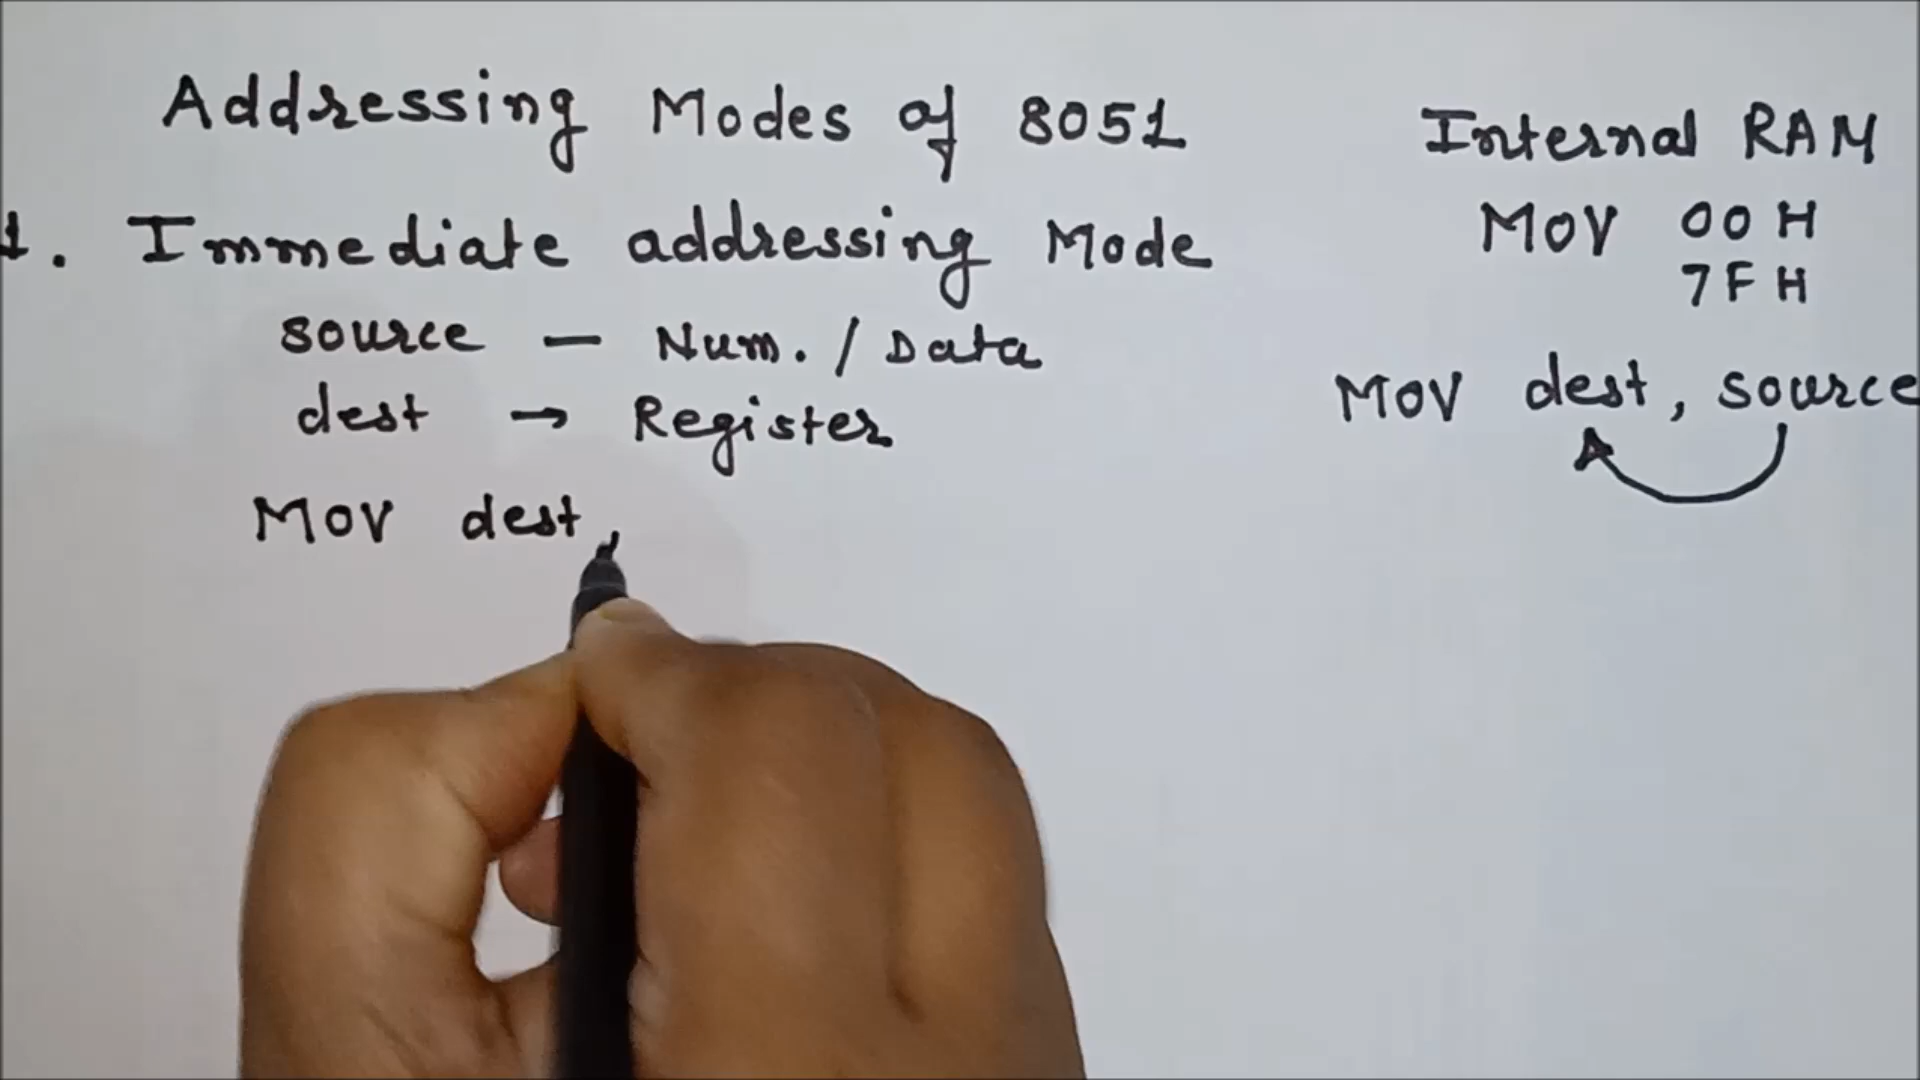 Addressing Modes of 8051
1. Immediate addressing Mode
source — Num. / Data
dest → Register
MOV dest,
Internal RAM
MOV 00H
7FH
MOV dest, source